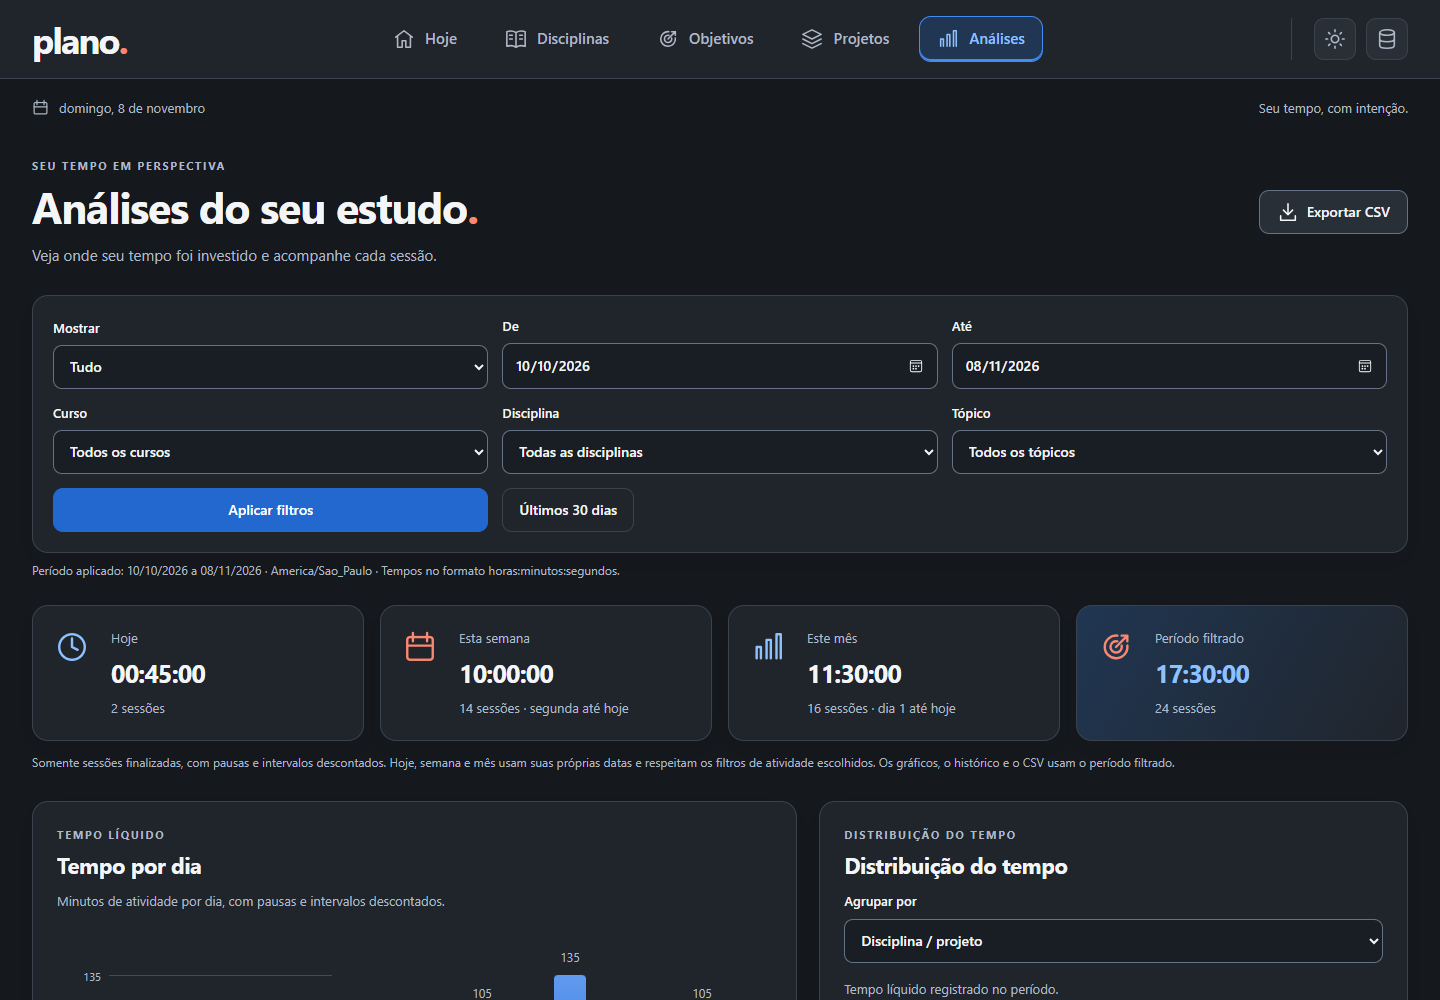 plano.
Hoje
Disciplinas
Objetivos
Projetos
Análises
domingo, 8 de novembro
Seu tempo, com intenção.
SEU TEMPO EM PERSPECTIVA
Análises do seu estudo.
Exportar CSV
Veja onde seu tempo foi investido e acompanhe cada sessão.
Mostrar
De
Até
Tudo
10/10/2026
08/11/2026
Curso
Disciplina
Tópico
Todos os cursos
Todas as disciplinas
Todos os tópicos
Aplicar filtros
Últimos 30 dias
Período aplicado: 10/10/2026 a 08/11/2026 · America/Sao_Paulo · Tempos no formato horas:minutos:segundos.
Hoje
00:45:00
2 sessões
Esta semana
10:00:00
14 sessões · segunda até hoje
Este mês
11:30:00
16 sessões · dia 1 até hoje
Período filtrado
17:30:00
24 sessões
Somente sessões finalizadas, com pausas e intervalos descontados. Hoje, semana e mês usam suas próprias datas e respeitam os filtros de atividade escolhidos. Os gráficos, o histórico e o CSV usam o período filtrado.
TEMPO LÍQUIDO
Tempo por dia
Minutos de atividade por dia, com pausas e intervalos descontados.
135
135
105
105
DISTRIBUIÇÃO DO TEMPO
Distribuição do tempo
Agrupar por
Disciplina / projeto
Tempo líquido registrado no período.